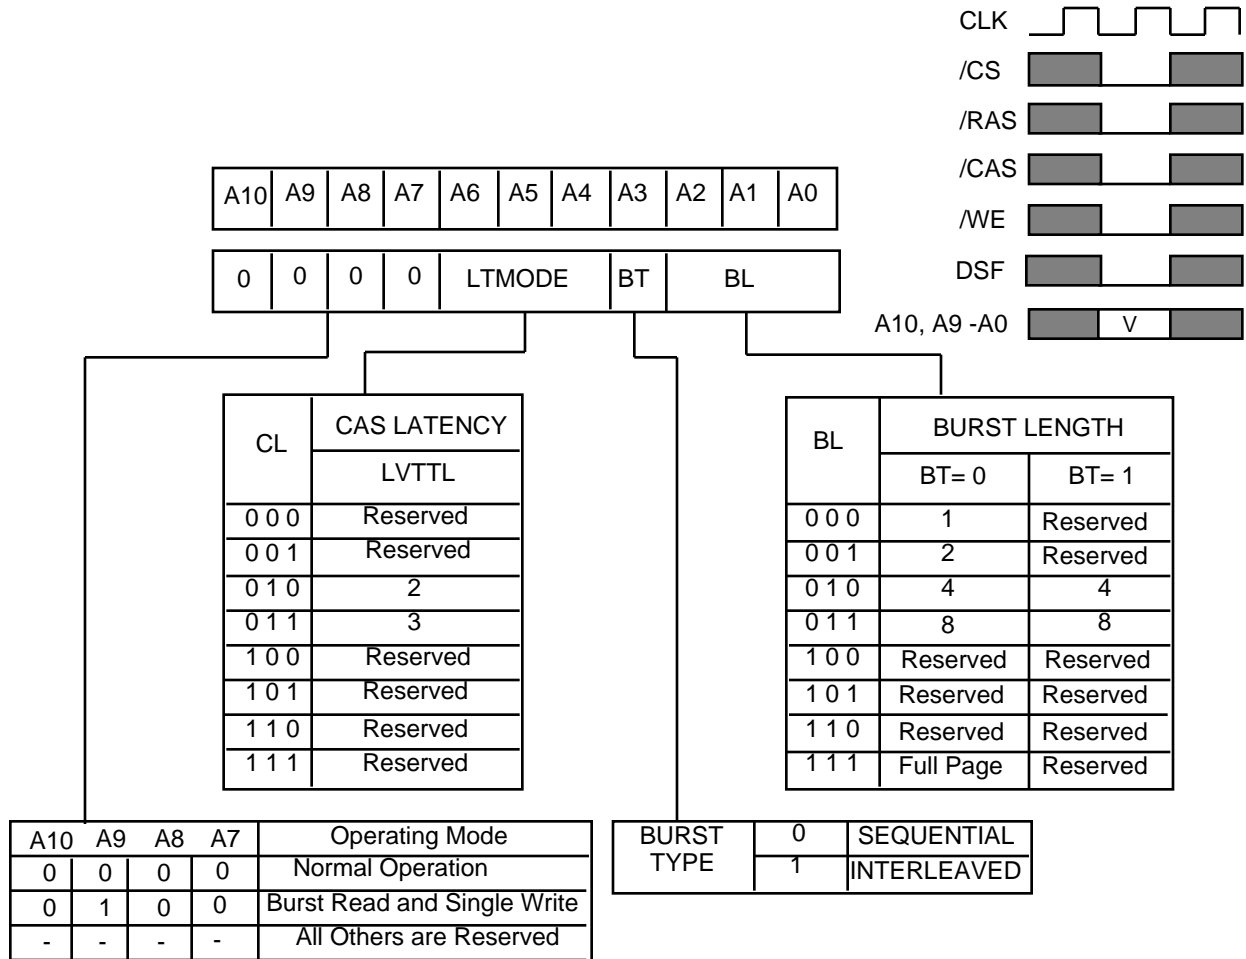 CLK
/CS
/RAS
/CAS
/WE
DSF
A10, A9 -A0 V
A10 A9 A8 A7 A6 A5 A4 A3 A2 A1 A0
0 0 0 0 LTMODE BT BL
CL CAS LATENCY
LVTTL
0 0 0 Reserved
0 0 1 Reserved
0 1 0 2
0 1 1 3
1 0 0 Reserved
1 0 1 Reserved
1 1 0 Reserved
1 1 1 Reserved
BL BURST LENGTH
BT= 0 BT= 1
0 0 0 1 Reserved
0 0 1 2 Reserved
0 1 0 4 4
0 1 1 8 8
1 0 0 Reserved Reserved
1 0 1 Reserved Reserved
1 1 0 Reserved Reserved
1 1 1 Full Page Reserved
A10 A9 A8 A7 Operating Mode
0 0 0 0 Normal Operation
0 1 0 0 Burst Read and Single Write
- - - - All Others are Reserved
BURST TYPE 0 SEQUENTIAL
1 INTERLEAVED